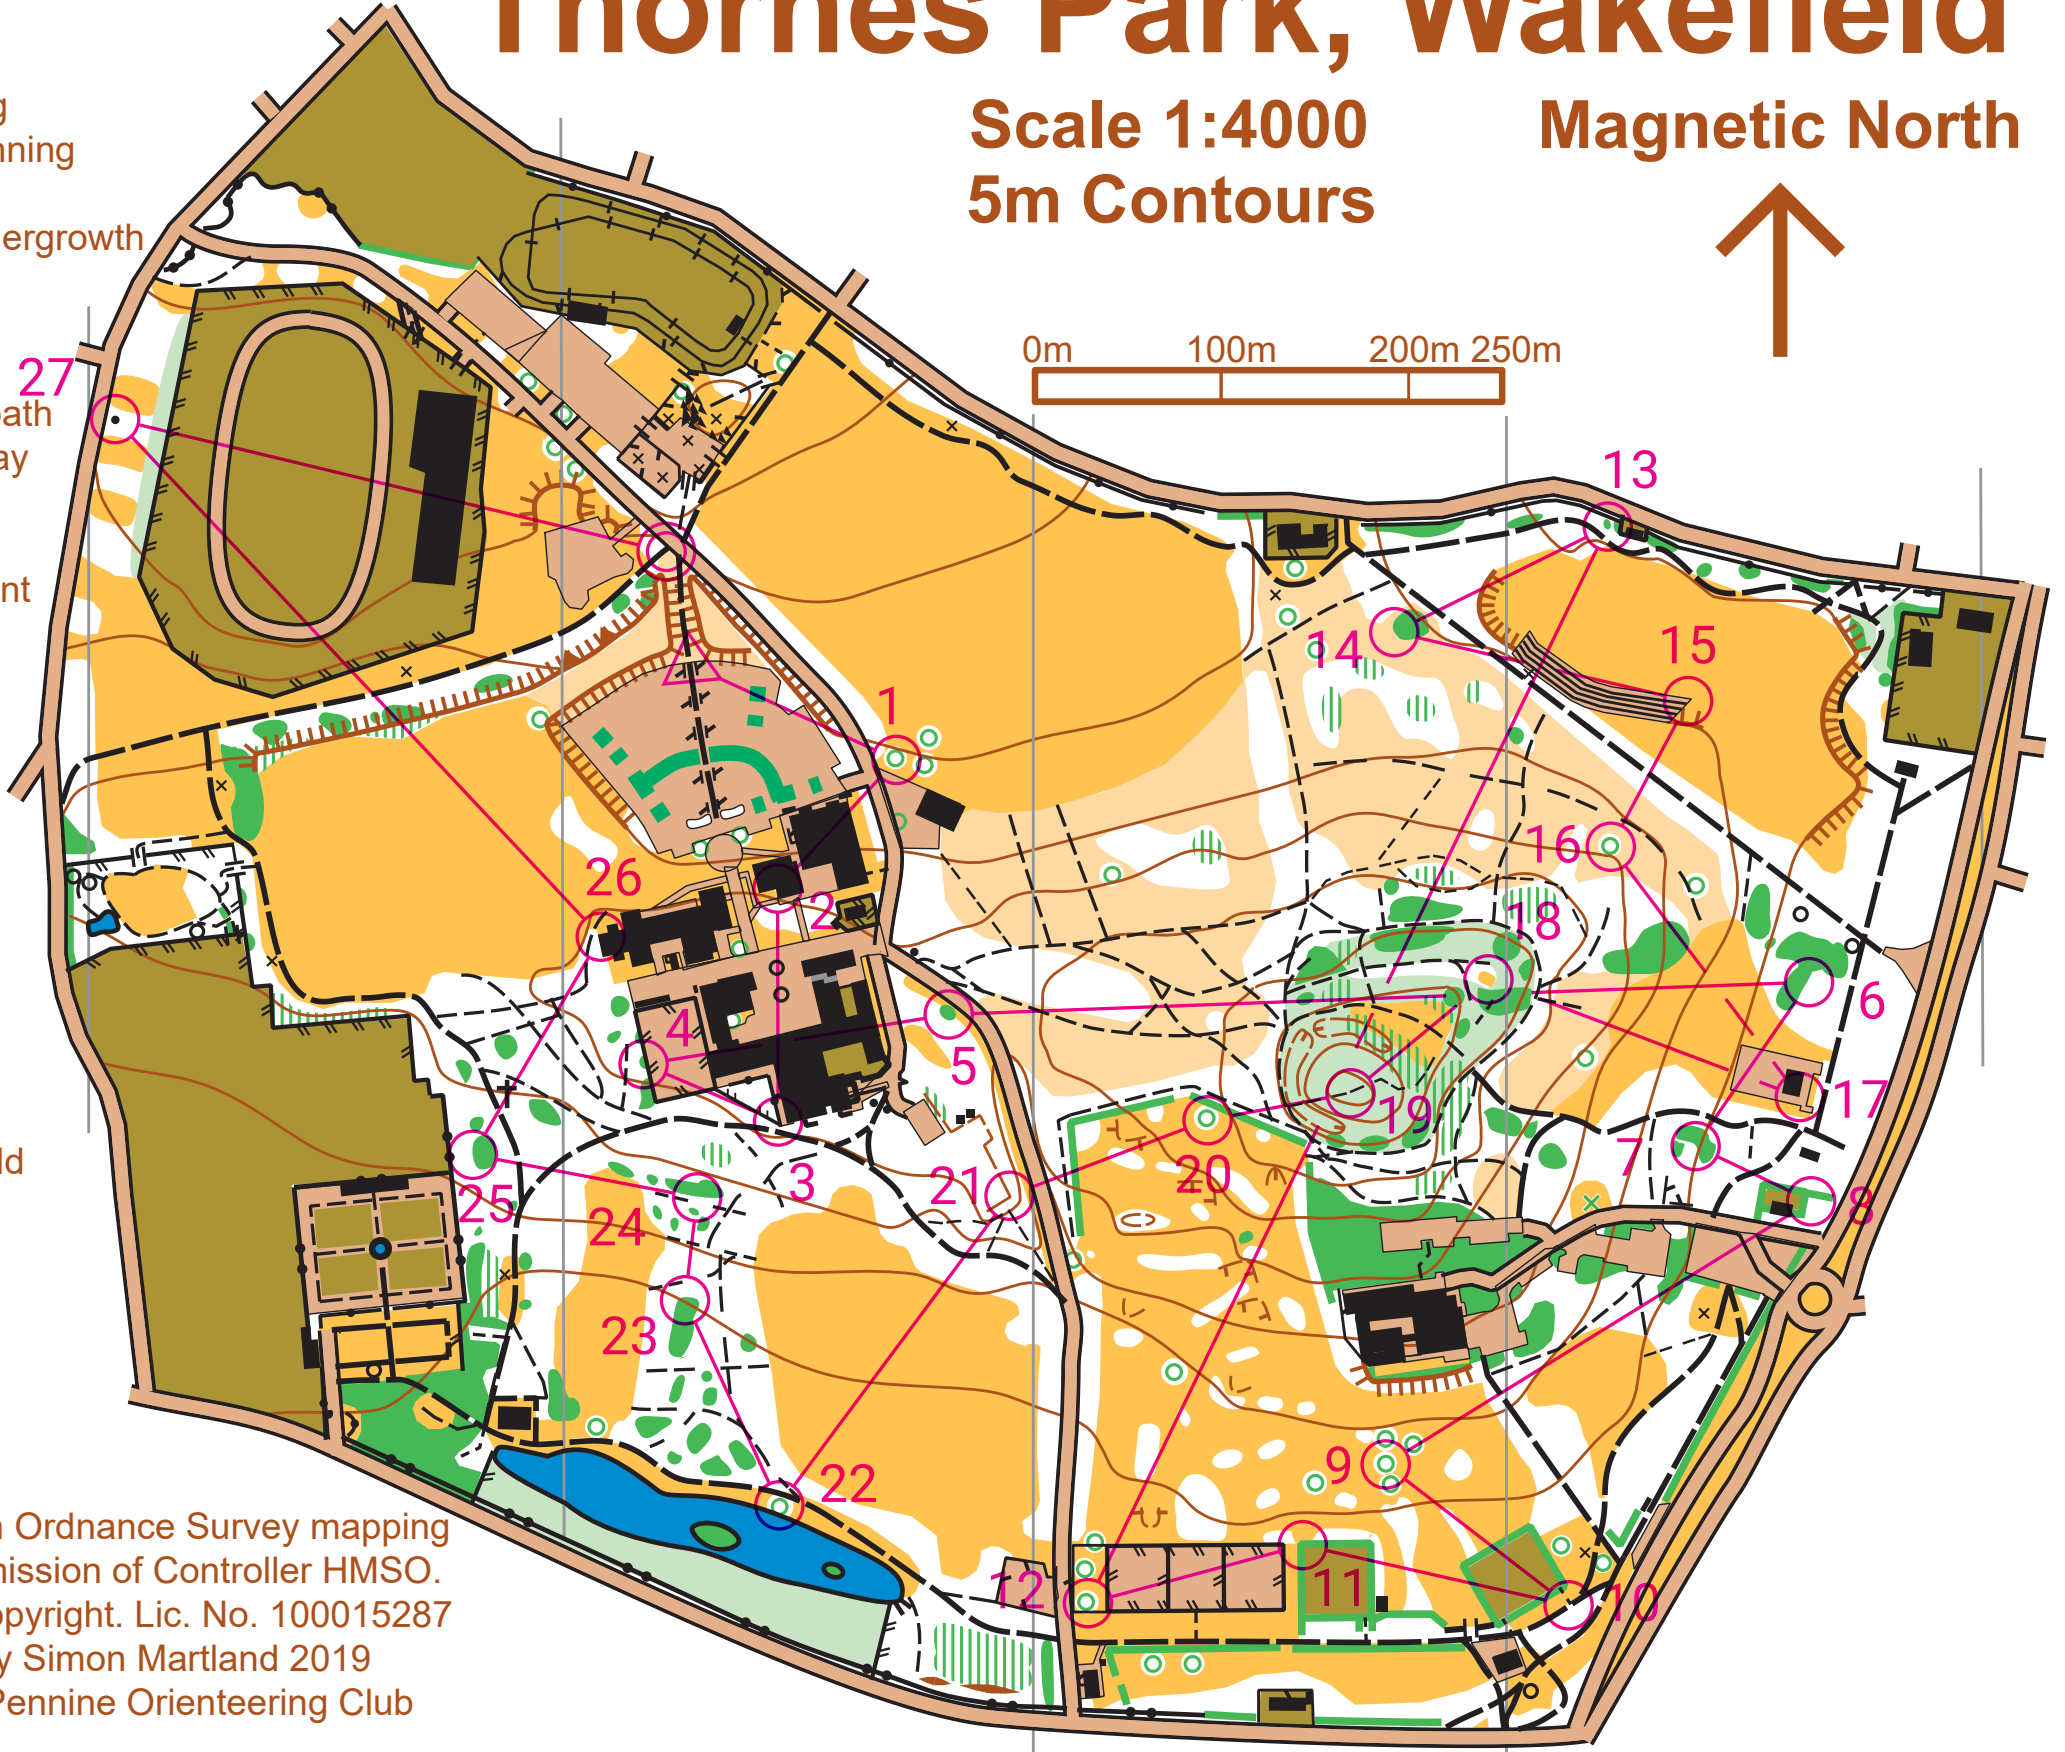 Thornes Park, Wakefield
Scale 1:4000
5m Contours
Magnetic North
0m 100m 200m 250m
g
nning
ergrowth
ath
ay
nt
ld
27
13
14
15
1
16
26
2
18
6
4
5
17
19
7
3
21
20
25
24
8
23
9
22
12
11
10
n Ordnance Survey mapping
mission of Controller HMSO.
opyright. Lic. No. 100015287
y Simon Martland 2019
Pennine Orienteering Club